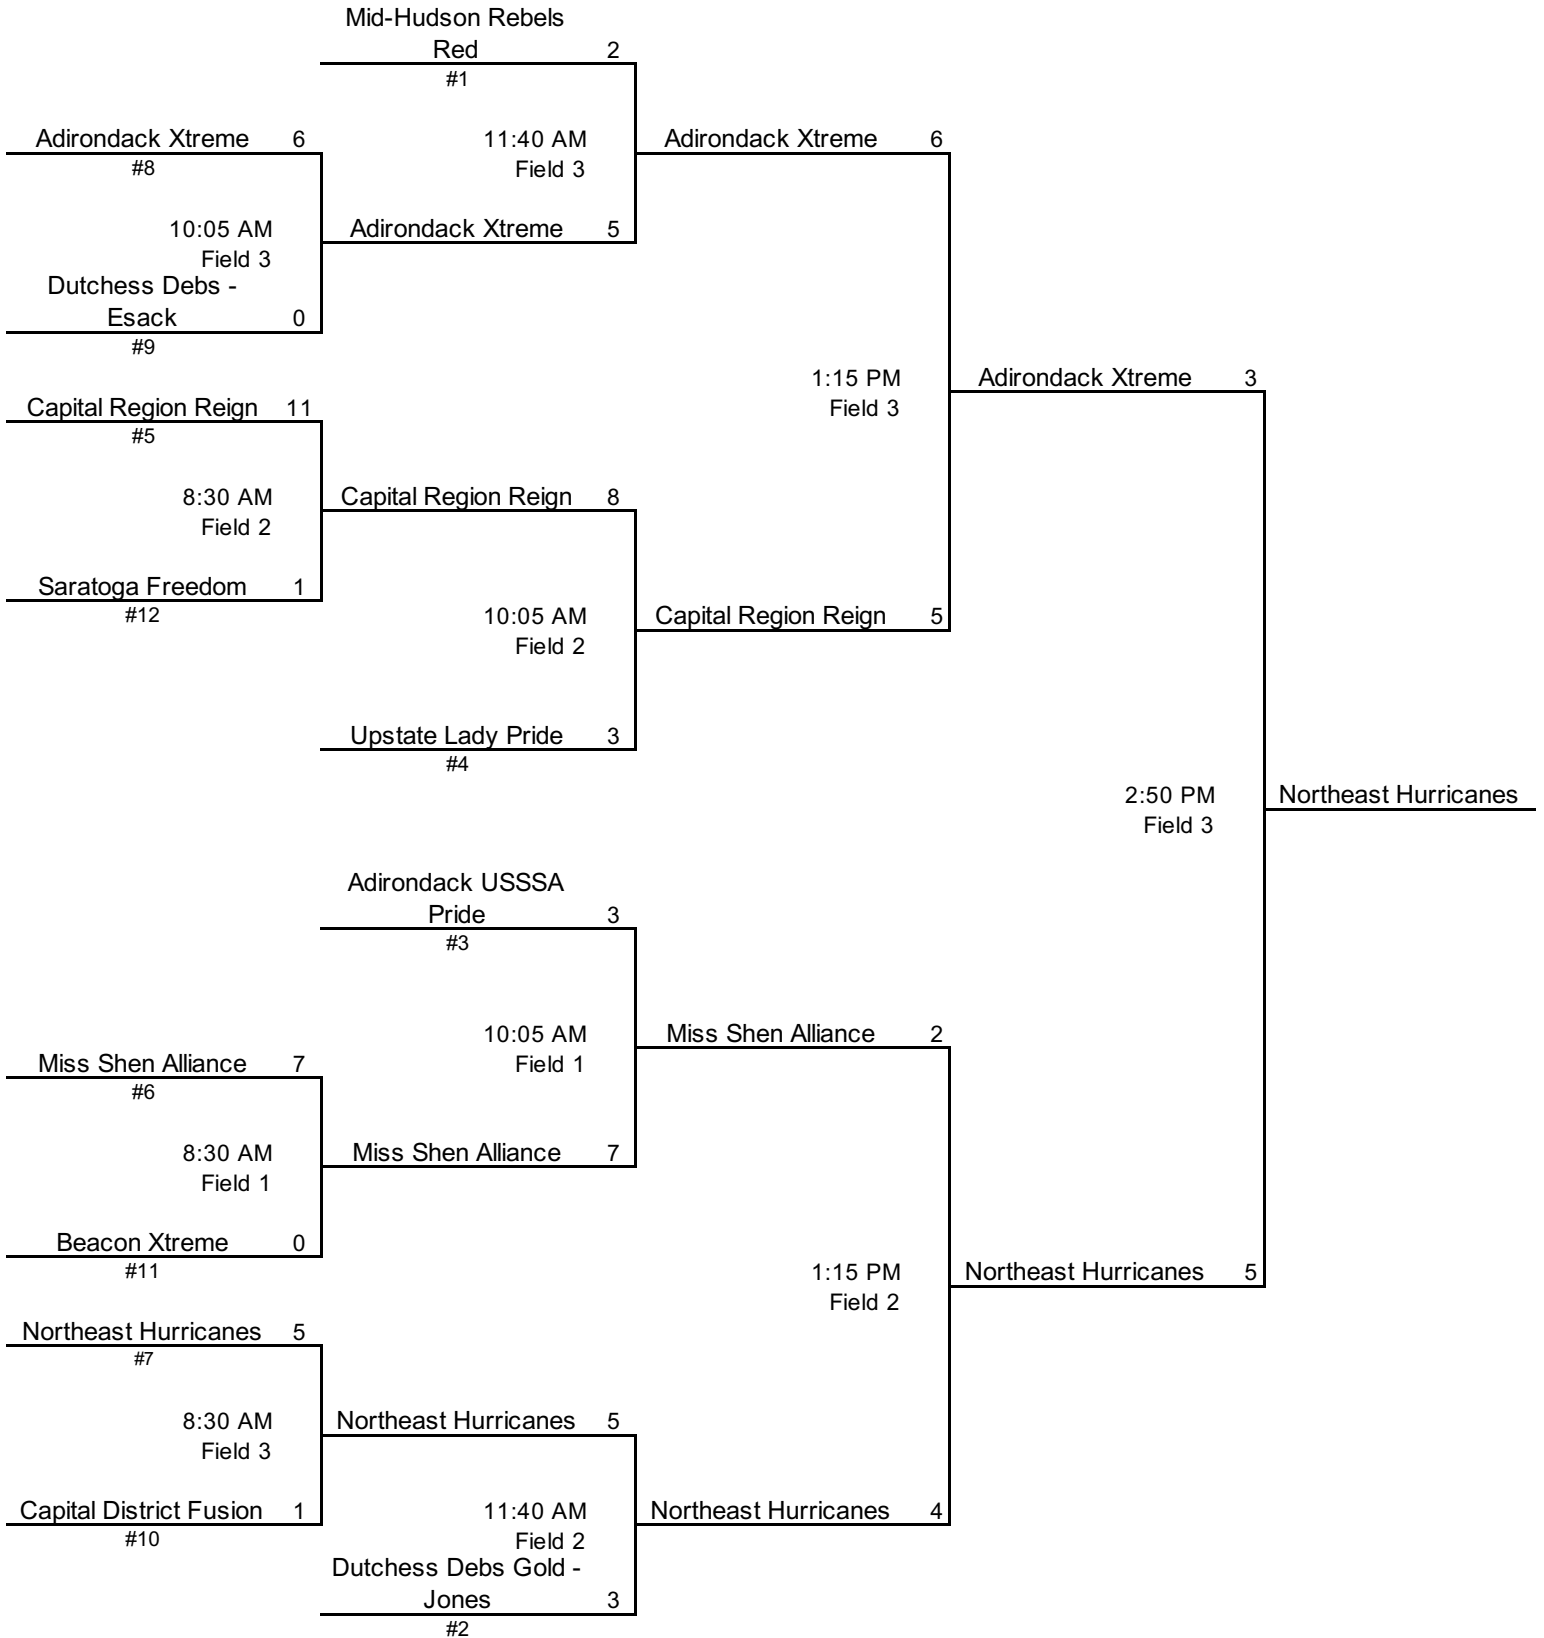 Mid-Hudson Rebels
Red 2
#1
Adirondack Xtreme 6
#8
11:40 AM
Field 3
Adirondack Xtreme 6
10:05 AM
Field 3
Adirondack Xtreme 5
Dutchess Debs -
Esack 0
#9
1:15 PM
Field 3
Adirondack Xtreme 3
Capital Region Reign 11
#5
8:30 AM
Field 2
Capital Region Reign 8
Saratoga Freedom 1
#12
10:05 AM
Field 2
Capital Region Reign 5
Upstate Lady Pride 3
#4
2:50 PM
Field 3
Northeast Hurricanes
Adirondack USSSA
Pride 3
#3
10:05 AM
Field 1
Miss Shen Alliance 2
Miss Shen Alliance 7
#6
8:30 AM
Field 1
Miss Shen Alliance 7
Beacon Xtreme 0
#11
1:15 PM
Field 2
Northeast Hurricanes 5
Northeast Hurricanes 5
#7
8:30 AM
Field 3
Northeast Hurricanes 5
Capital District Fusion 1
#10
11:40 AM
Field 2
Northeast Hurricanes 4
Dutchess Debs Gold -
Jones 3
#2